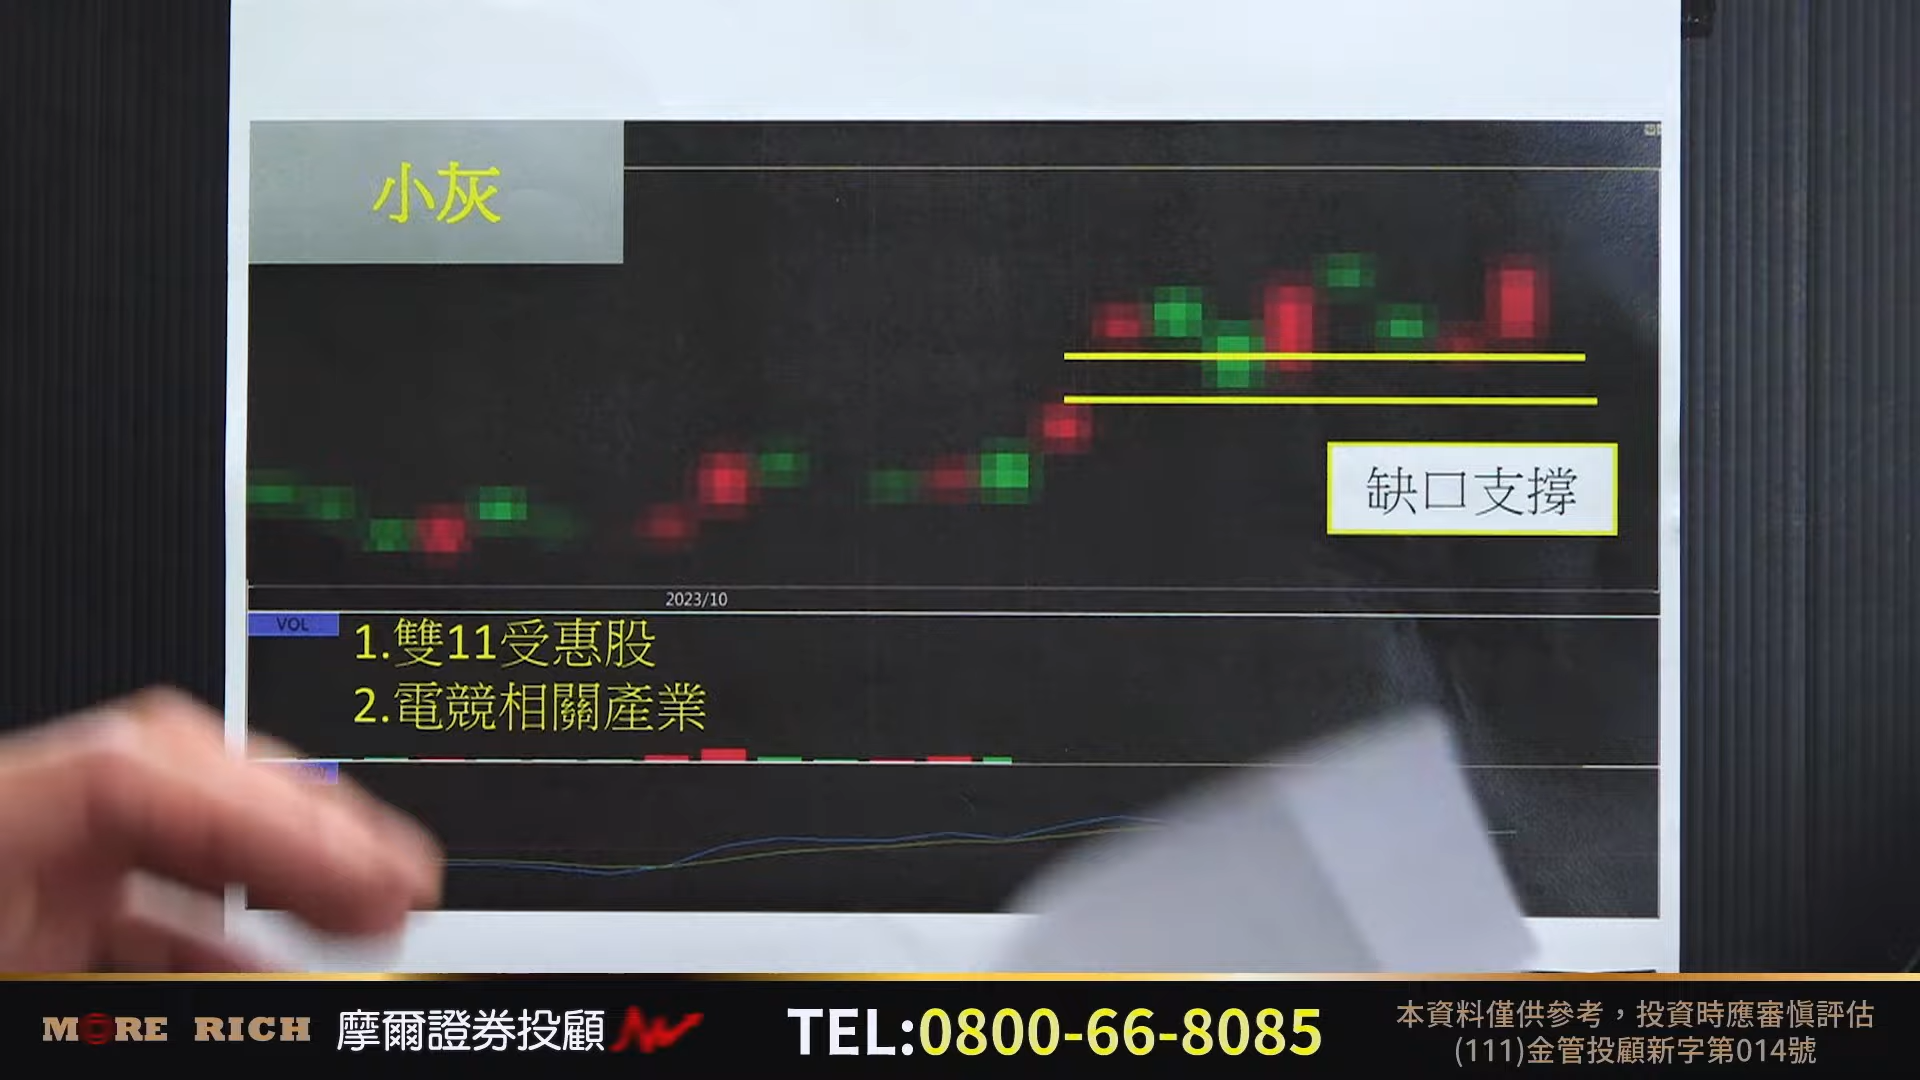 小灰
缺口支撐
2023/10
VOL
1.雙11受惠股
2.電競相關產業
MORE RICH 摩爾證券投顧
TEL:0800-66-8085
本資料僅供參考，投資時應審慎評估
(111)金管投顧新字第014號